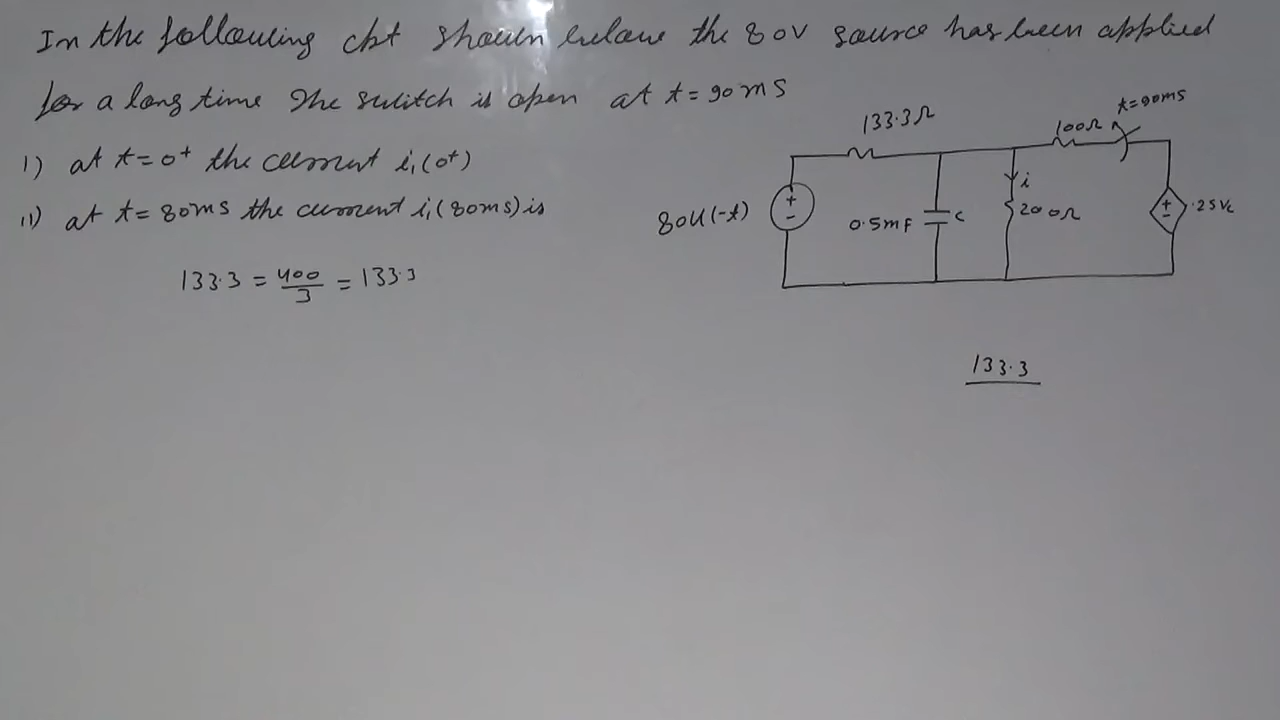 In the following ckt shown below the 80V source has been applied
for a long time The switch is open at t=90ms
1) at t=0+ the current i,(0+)
11) at t=80ms the current i,(80ms) is
133.3 = 400/3 = 133.3
t=90ms
133.3Ω
100Ω
i
80u(-t)
0.5mF
c
200Ω
+
-
+
-
.25Vc
133.3